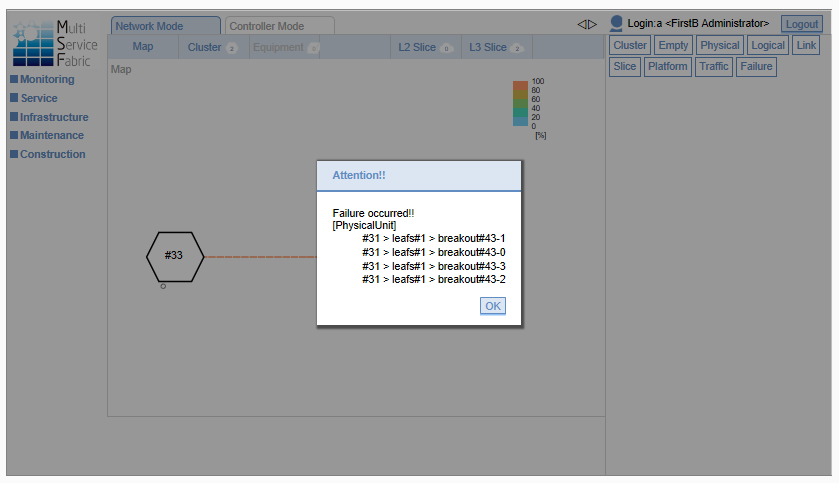 Multi
Service
Fabric
Network Mode
Controller Mode
Login:a <FirstB Administrator>
Logout
Map
Cluster 2
Equipment 0
L2 Slice 0
L3 Slice 2
Cluster
Empty
Physical
Logical
Link
Slice
Platform
Traffic
Failure
Monitoring
Service
Infrastructure
Maintenance
Construction
Map
100
80
60
40
20
0
[%]
#33
Attention!!
Failure occurred!!
[PhysicalUnit]
#31 > leafs#1 > breakout#43-1
#31 > leafs#1 > breakout#43-0
#31 > leafs#1 > breakout#43-3
#31 > leafs#1 > breakout#43-2
OK